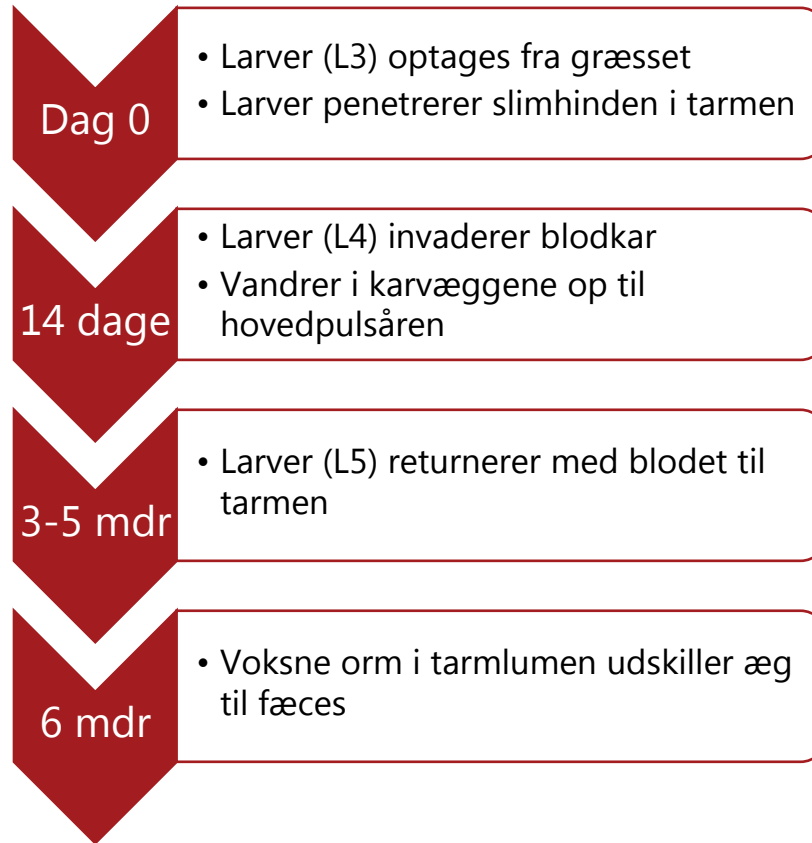 Dag 0
• Larver (L3) optages fra græsset
• Larver penetrerer slimhinden i tarmen
14 dage
• Larver (L4) invaderer blodkar
• Vandrer i karvæggene op til
hovedpulsåren
3-5 mdr
• Larver (L5) returnerer med blodet til
tarmen
6 mdr
• Voksne orm i tarmlumen udskiller æg
til fæces